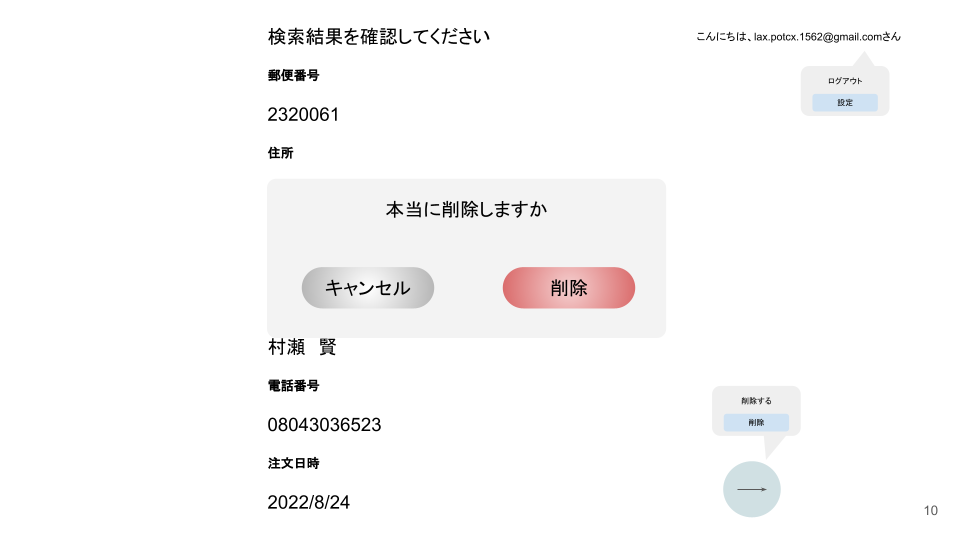 検索結果を確認してください
こんにちは、lax.potcx.1562@gmail.comさん
ログアウト
設定
郵便番号
2320061
住所
本当に削除しますか
キャンセル
削除
村瀬　賢
電話番号
08043036523
注文日時
2022/8/24
削除する
削除
10